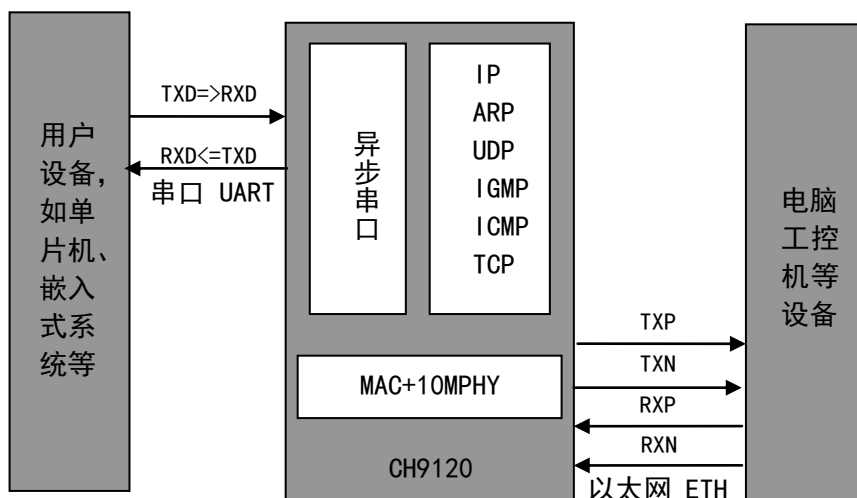 用户
设备，
如单
片机、
嵌入
式系
统等
TXD=>RXD
RXD<=TXD
串口 UART
异
步
串
口
IP
ARP
UDP
IGMP
ICMP
TCP
MAC+10MPHY
CH9120
TXP
TXN
RXP
RXN
以太网 ETH
电脑
工控
机等
设备